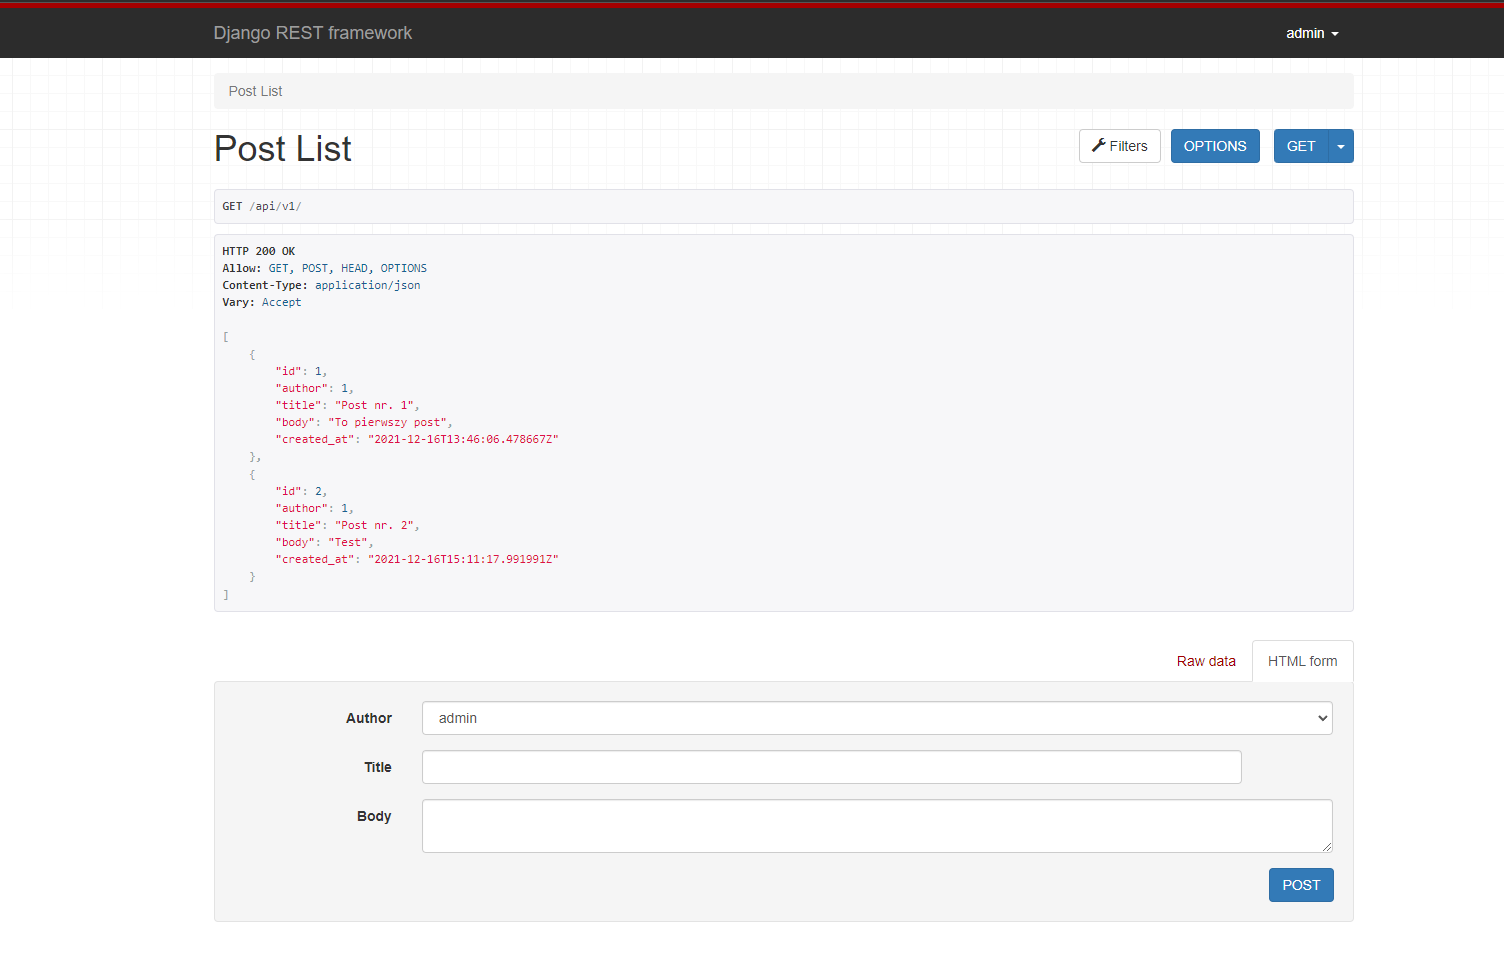 Django REST framework
admin
Post List
Post List
Filters
OPTIONS
GET
GET /api/v1/
HTTP 200 OK
Allow: GET, POST, HEAD, OPTIONS
Content-Type: application/json
Vary: Accept
[
    {
        "id": 1,
        "author": 1,
        "title": "Post nr. 1",
        "body": "To pierwszy post",
        "created_at": "2021-12-16T13:46:06.478667Z"
    },
    {
        "id": 2,
        "author": 1,
        "title": "Post nr. 2",
        "body": "Test",
        "created_at": "2021-12-16T15:11:17.991991Z"
    }
]
Raw data
HTML form
Author
admin
Title
Body
POST